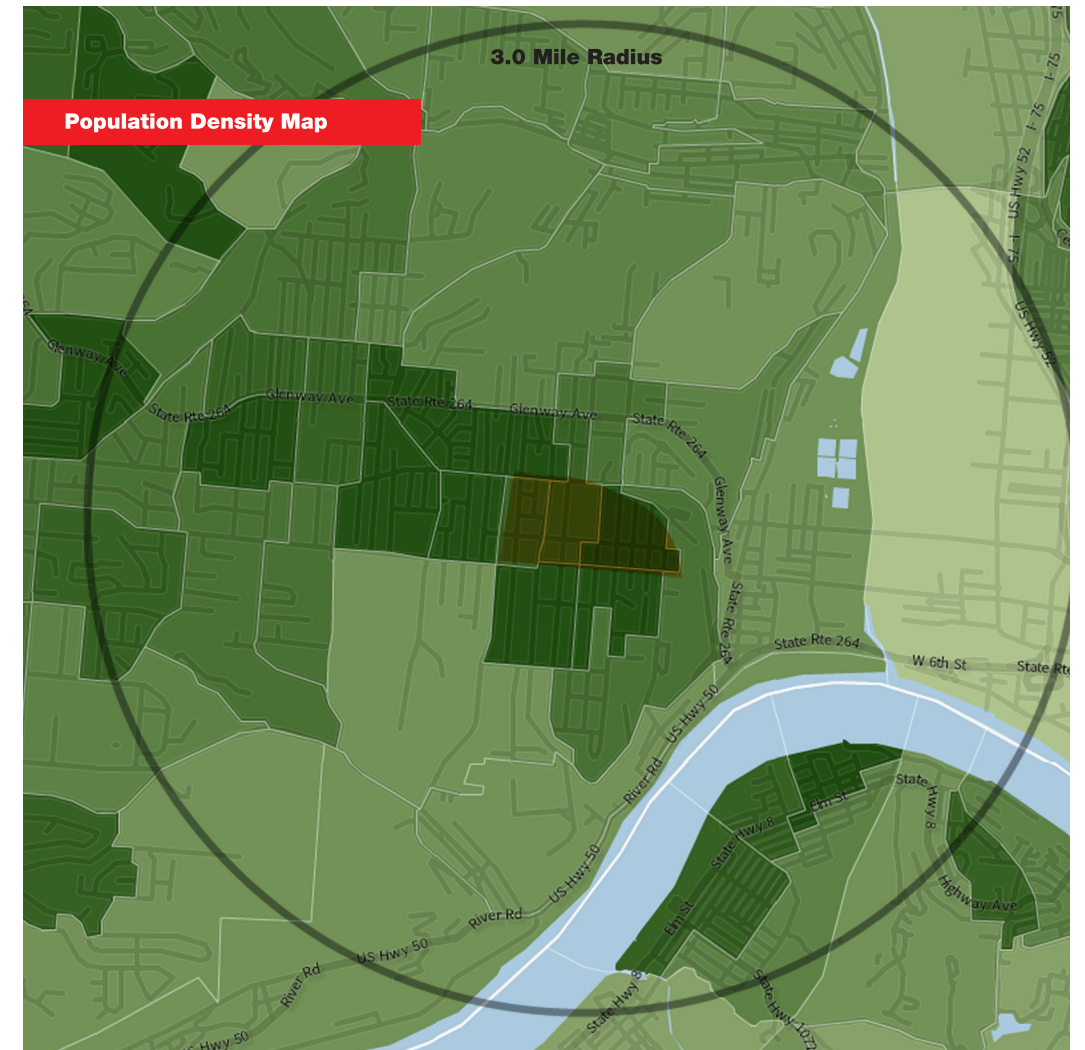 3.0 Mile Radius
Population Density Map
I- 75
I- 75
US Hwy 52
I- 75
US Hwy 52
Glenway Ave
State Rte 264
Glenway Ave
State Rte 264
Glenway Ave
State Rte 264
Glenway Ave
State Rte 264
State Rte 264
W 6th St
State Rte
US Hwy 50
River Rd
State Hwy 8
Elm St
State Hwy 8
US Hwy 50
Elm St
Highway Ave
River Rd
US Hwy 50
River Rd
State Hwy 8
State Hwy 1072
Hwy 50